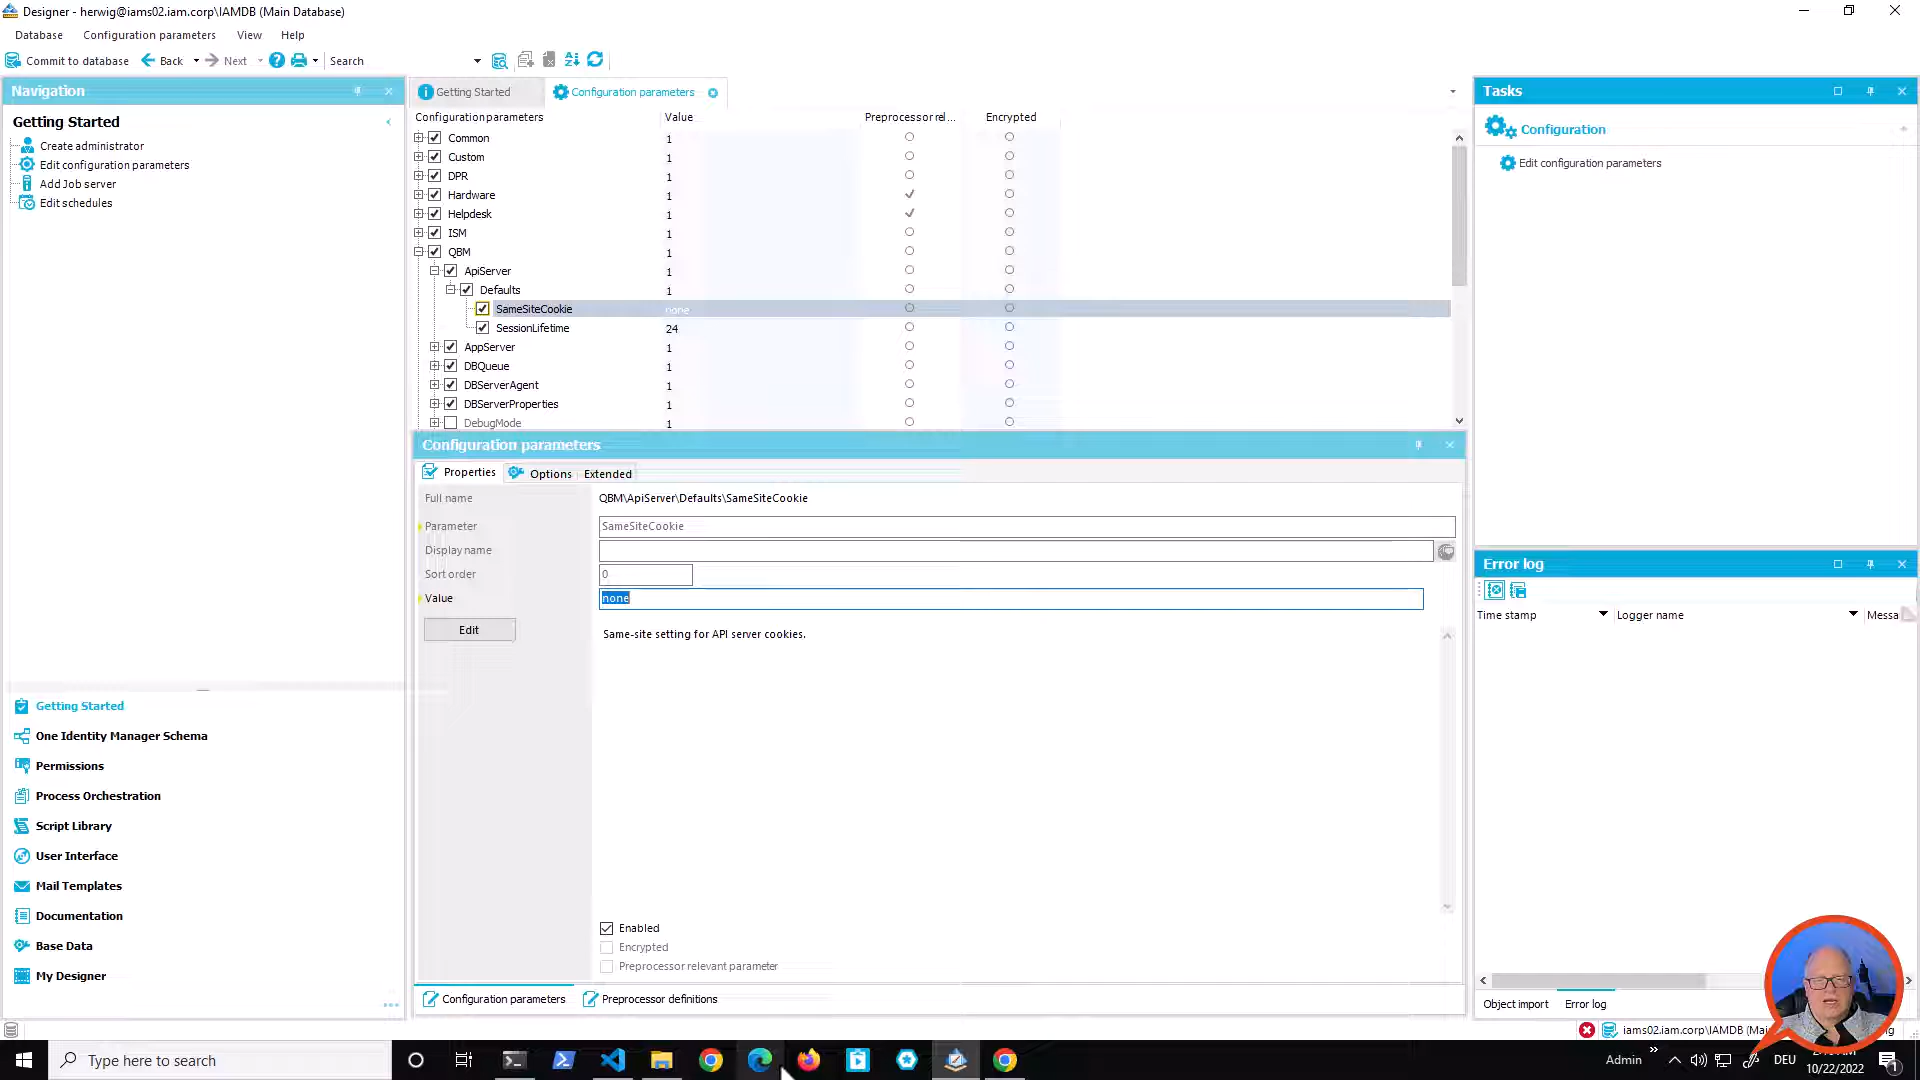 Designer - herwig@iams02.iam.corp\IAMDB (Main Database)
Database Configuration parameters View Help
Commit to database Back Next Search
Navigation
Getting Started
Create administrator
Edit configuration parameters
Add Job server
Edit schedules
Getting Started
One Identity Manager Schema
Permissions
Process Orchestration
Script Library
User Interface
Mail Templates
Documentation
Base Data
My Designer
Getting Started Configuration parameters
Configuration parameters Value Preprocessor rel... Encrypted
Common 1
Custom 1
DPR 1
Hardware 1
Helpdesk 1
ISM 1
QBM 1
ApiServer 1
Defaults 1
SameSiteCookie none
SessionLifetime 24
AppServer 1
DBQueue 1
DBServerAgent 1
DBServerProperties 1
DebugMode 1
Configuration parameters
Properties Options Extended
Full name QBM\ApiServer\Defaults\SameSiteCookie
Parameter SameSiteCookie
Display name
Sort order 0
Value none
Edit
Same-site setting for API server cookies.
Enabled
Encrypted
Preprocessor relevant parameter
Configuration parameters Preprocessor definitions
Tasks
Configuration
Edit configuration parameters
Error log
Time stamp Logger name Messa
Object import Error log
iams02.iam.corp\IAMDB (Mai
Type here to search
Admin DEU
10/22/2022
1